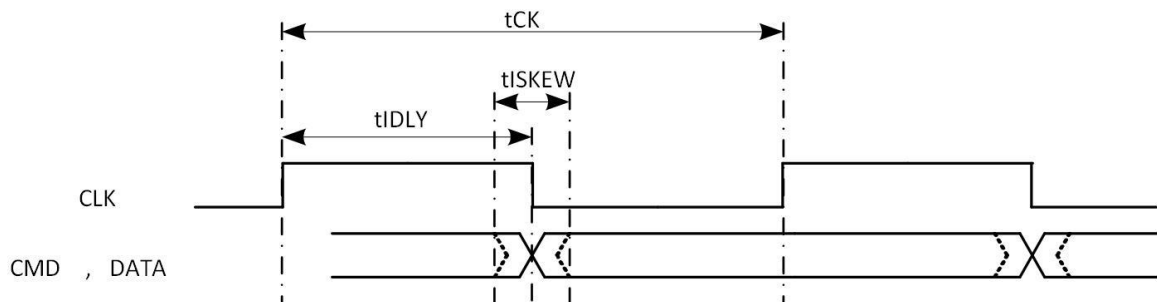 tCK
tISKEW
tIDLY
CLK
CMD , DATA